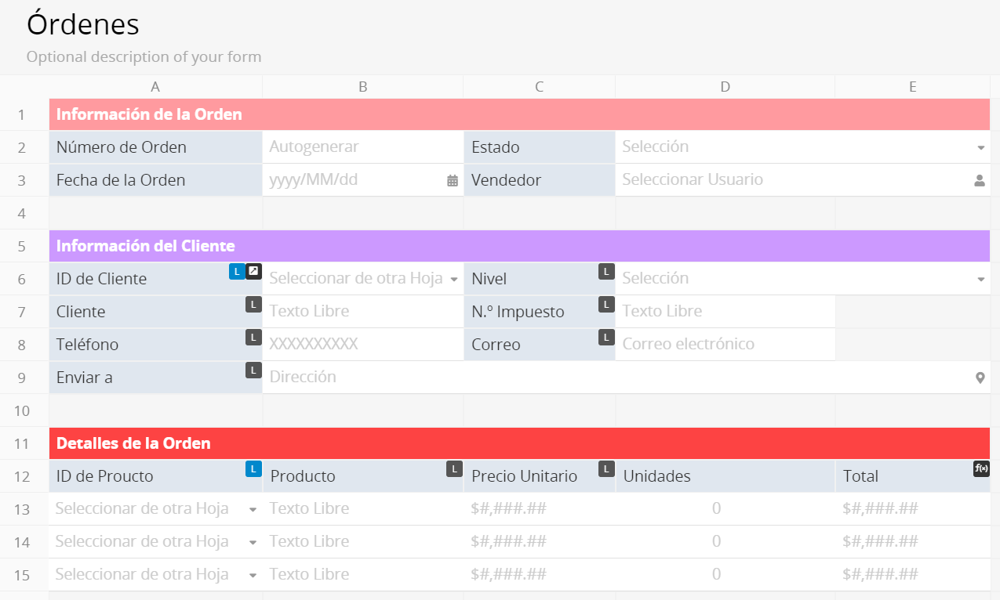 Órdenes
Optional description of your form
A B C D E
1 Información de la Orden
2 Número de Orden Autogenerar Estado Selección
3 Fecha de la Orden yyyy/MM/dd Vendedor Seleccionar Usuario
4
5 Información del Cliente
6 ID de Cliente L Seleccionar de otra Hoja Nivel L Selección
7 Cliente L Texto Libre N.º Impuesto L Texto Libre
8 Teléfono L XXXXXXXXXX Correo L Correo electrónico
9 Enviar a L Dirección
10
11 Detalles de la Orden
12 ID de Proucto L Producto L Precio Unitario L Unidades Total f(x)
13 Seleccionar de otra Hoja Texto Libre $#,###.## 0 $#,###.##
14 Seleccionar de otra Hoja Texto Libre $#,###.## 0 $#,###.##
15 Seleccionar de otra Hoja Texto Libre $#,###.## 0 $#,###.##